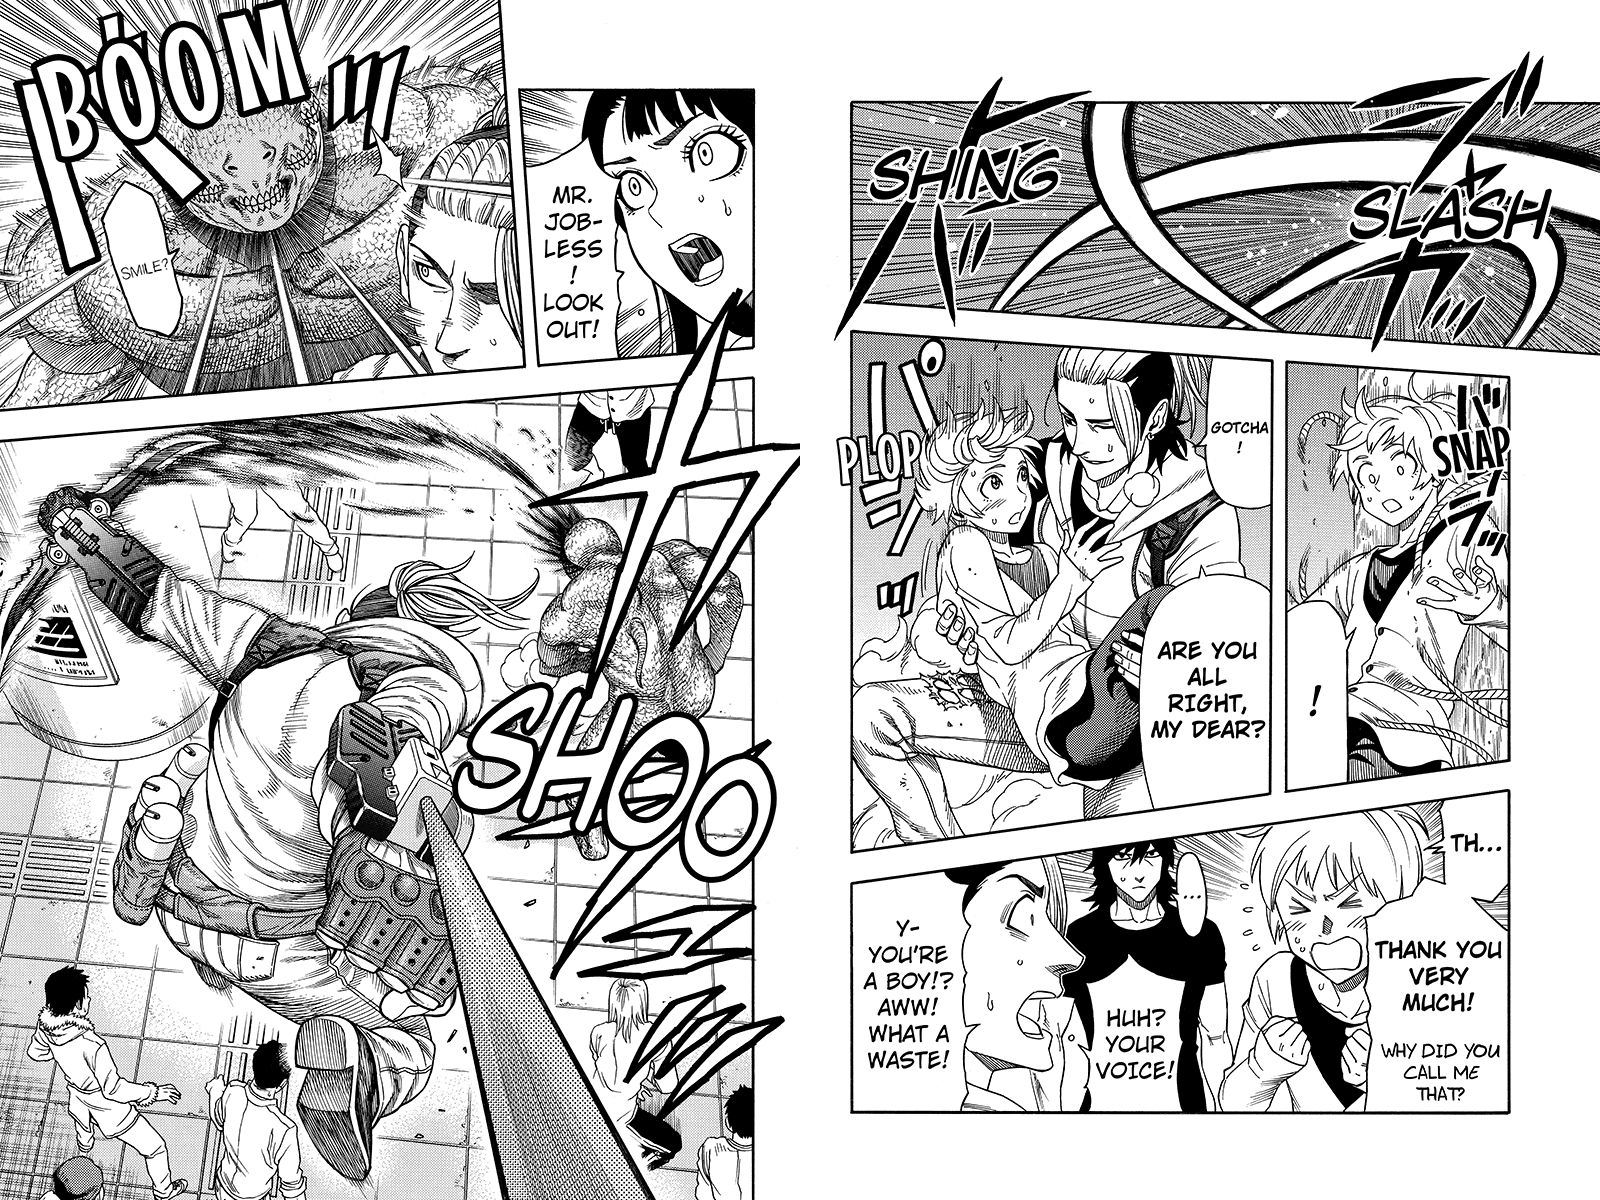 SHING
SLASH
バ
SNAP
ラ
!
GOTCHA
!
PLOP
ARE YOU
ALL
RIGHT,
MY DEAR?
TH...
THANK YOU
VERY
MUCH!
WHY DID YOU
CALL ME
THAT?
....
HUH?
YOUR
VOICE!
Y-
YOU'RE
A BOY!?
AWW!
WHAT A
WASTE!
MR.
JOB-
LESS
!
LOOK
OUT!
BOOM
SMILE?
SHOO